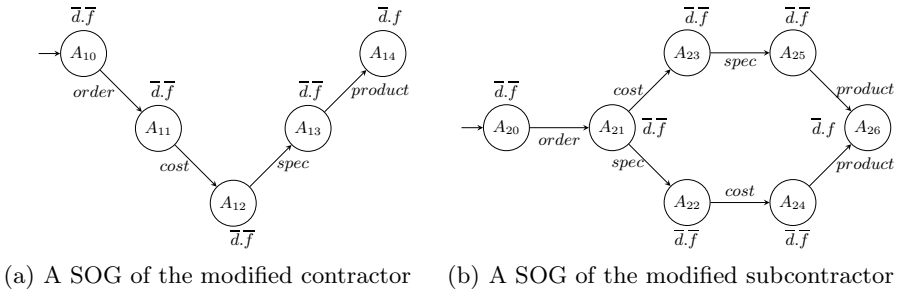 d̅.f̅
A₁₀
order
d̅.f̅
A₁₁
cost
A₁₂
d̅.f̅
spec
d̅.f̅
A₁₃
product
d̅.f
A₁₄
(a) A SOG of the modified contractor
d̅.f̅
A₂₀
order
A₂₁
d̅.f̅
cost
d̅.f̅
A₂₃
spec
d̅.f̅
A₂₅
product
spec
A₂₂
d̅.f̅
cost
A₂₄
d̅.f̅
product
d̅.f
A₂₆
(b) A SOG of the modified subcontractor